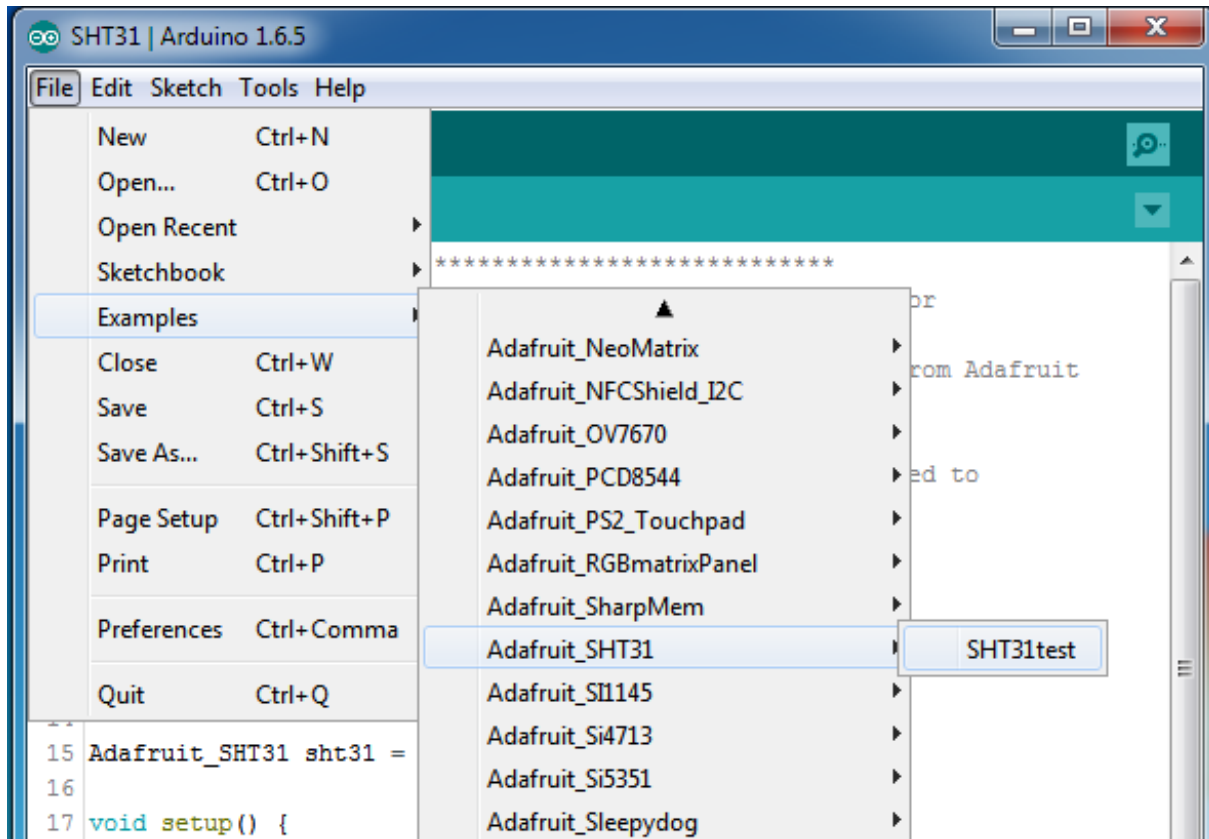 SHT31 | Arduino 1.6.5
File Edit Sketch Tools Help
New Ctrl+N
Open... Ctrl+O
Open Recent
Sketchbook
Examples
Close Ctrl+W
Save Ctrl+S
Save As... Ctrl+Shift+S
Page Setup Ctrl+Shift+P
Print Ctrl+P
Preferences Ctrl+Comma
Quit Ctrl+Q
Adafruit_NeoMatrix
Adafruit_NFCShield_I2C
Adafruit_OV7670
Adafruit_PCD8544
Adafruit_PS2_Touchpad
Adafruit_RGBmatrixPanel
Adafruit_SharpMem
Adafruit_SHT31
Adafruit_SI1145
Adafruit_Si4713
Adafruit_Si5351
Adafruit_Sleepydog
SHT31test
****************************
or
rom Adafruit
ed to
15 Adafruit_SHT31 sht31 =
16
17 void setup() {